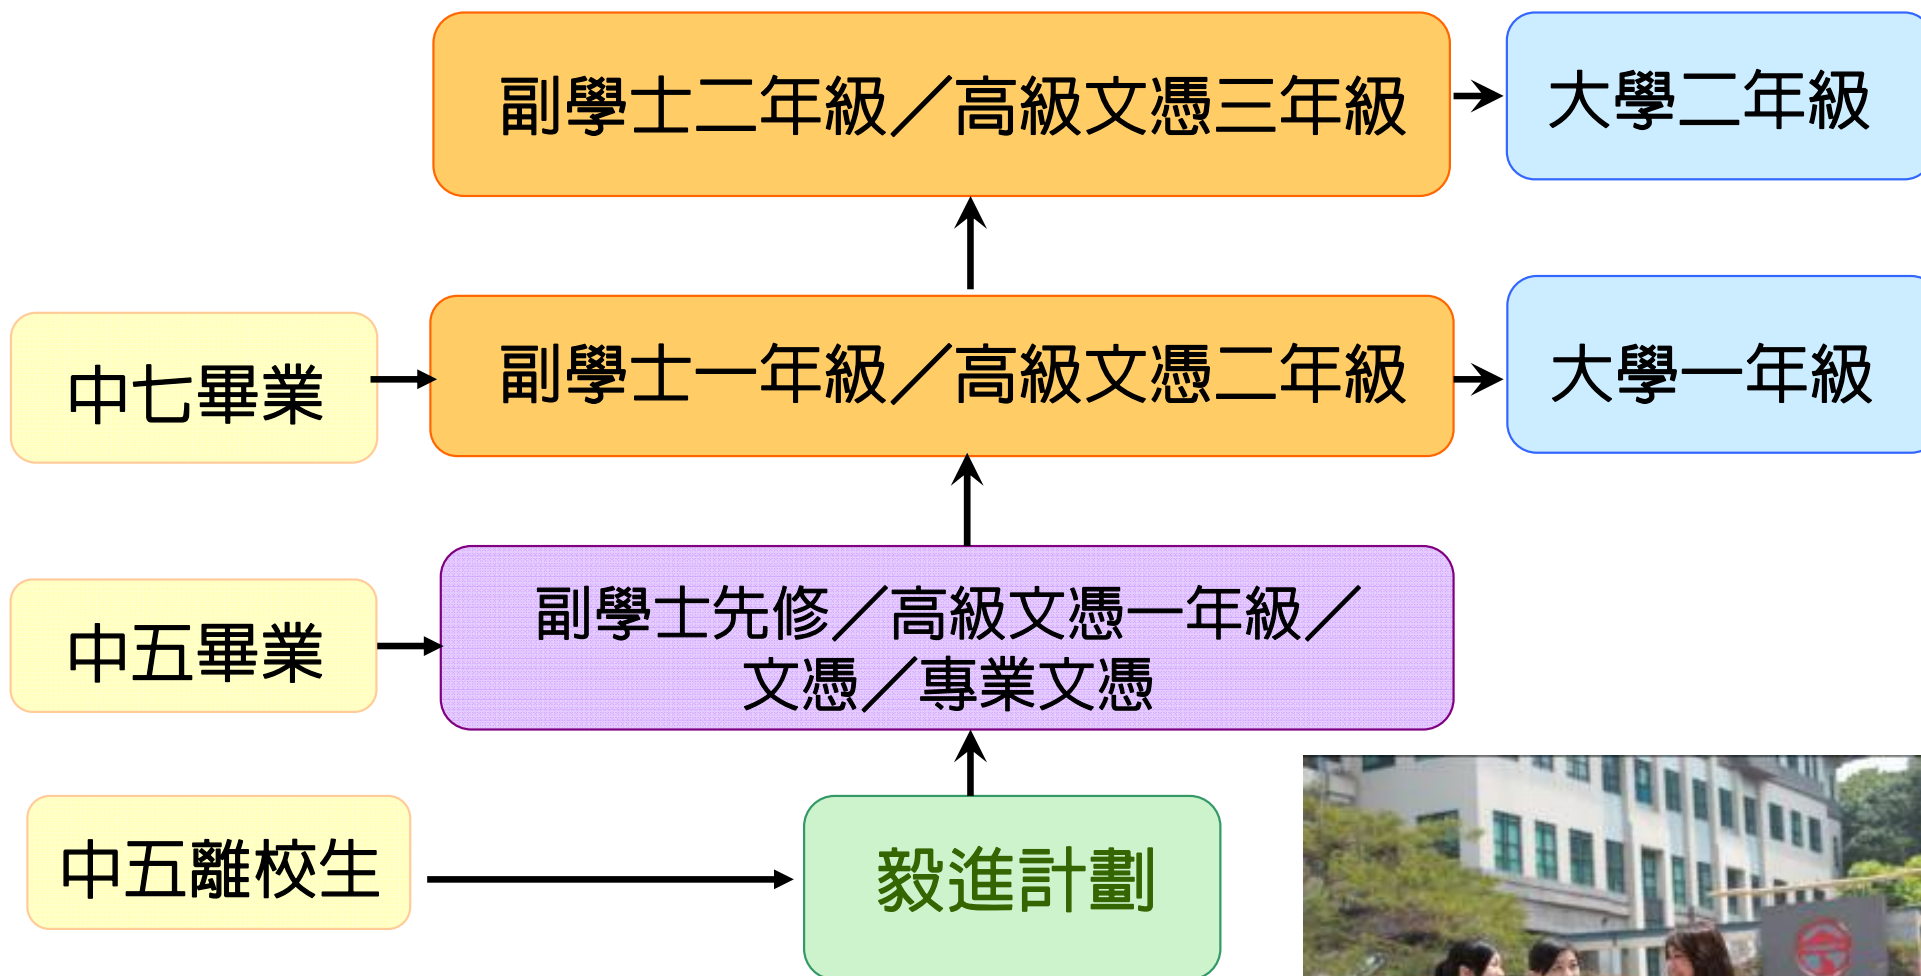 副學士二年級／高級文憑三年級
大學二年級
中七畢業
副學士一年級／高級文憑二年級
大學一年級
中五畢業
副學士先修／高級文憑一年級／
文憑／專業文憑
中五離校生
毅進計劃